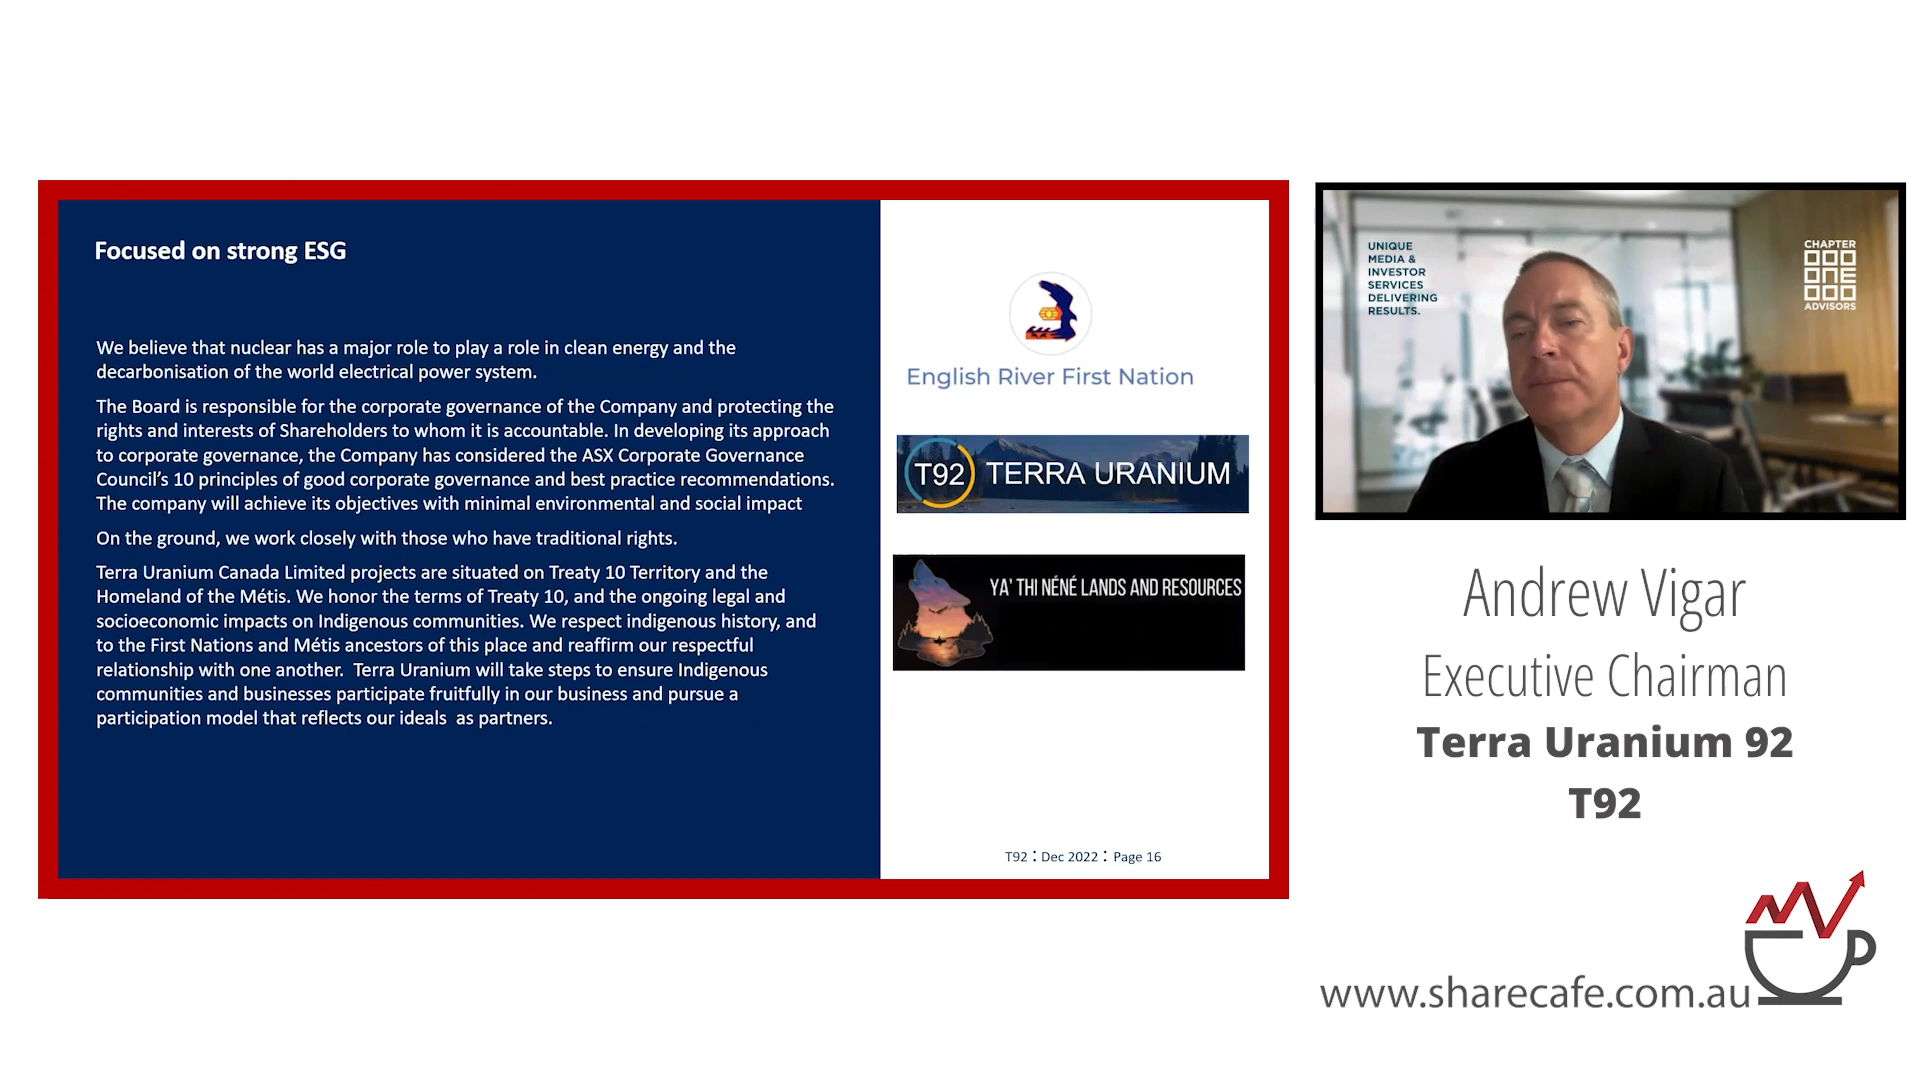 Focused on strong ESG
We believe that nuclear has a major role to play a role in clean energy and the
decarbonisation of the world electrical power system.
The Board is responsible for the corporate governance of the Company and protecting the
rights and interests of Shareholders to whom it is accountable. In developing its approach
to corporate governance, the Company has considered the ASX Corporate Governance
Council’s 10 principles of good corporate governance and best practice recommendations.
The company will achieve its objectives with minimal environmental and social impact
On the ground, we work closely with those who have traditional rights.
Terra Uranium Canada Limited projects are situated on Treaty 10 Territory and the
Homeland of the Métis. We honor the terms of Treaty 10, and the ongoing legal and
socioeconomic impacts on Indigenous communities. We respect indigenous history, and
to the First Nations and Métis ancestors of this place and reaffirm our respectful
relationship with one another.  Terra Uranium will take steps to ensure Indigenous
communities and businesses participate fruitfully in our business and pursue a
participation model that reflects our ideals  as partners.
English River First Nation
T92 TERRA URANIUM
YA' THI NÉNÉ LANDS AND RESOURCES
T92 : Dec 2022 : Page 16
UNIQUE
MEDIA &
INVESTOR
SERVICES
DELIVERING
RESULTS.
CHAPTER
ONE
ADVISORS
Andrew Vigar
Executive Chairman
Terra Uranium 92
T92
www.sharecafe.com.au